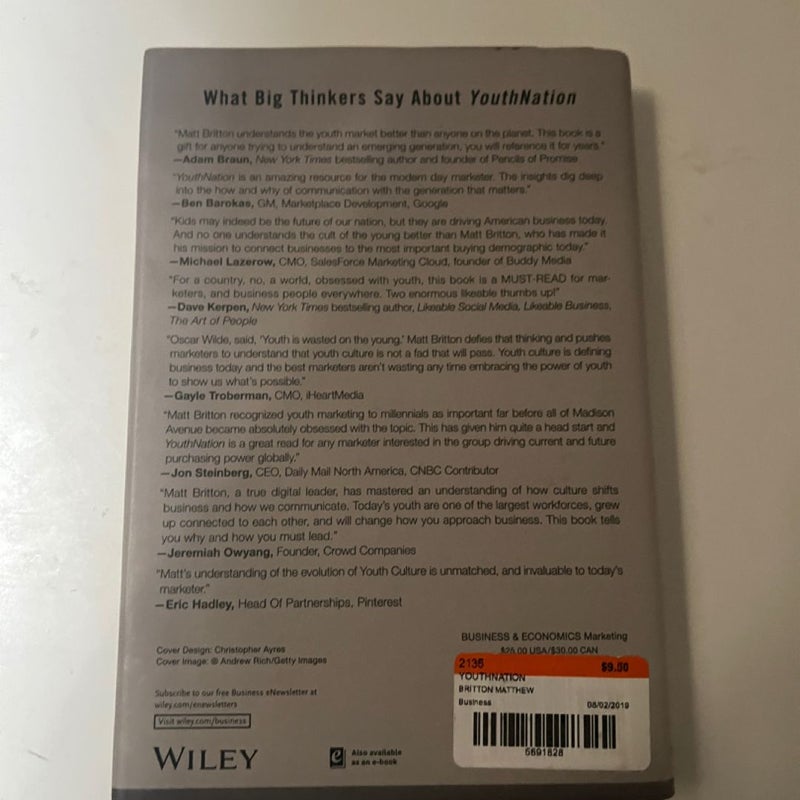 What Big Thinkers Say About YouthNation
"Matt Britton understands the youth market better than anyone on the planet. This book is a
gift for anyone trying to understand an emerging generation, you will reference it for years."
—Adam Braun, New York Times bestselling author and founder of Pencils of Promise
"YouthNation is an amazing resource for the modern day marketer. The insights dig deep
into the how and why of communication with the generation that matters."
—Ben Barokas, GM, Marketplace Development, Google
"Kids may indeed be the future of our nation, but they are driving American business today.
And no one understands the cult of the young better than Matt Britton, who has made it
his mission to connect businesses to the most important buying demographic today."
—Michael Lazerow, CMO, SalesForce Marketing Cloud, founder of Buddy Media
"For a country, no, a world, obsessed with youth, this book is a MUST-READ for mar-
keters, and business people everywhere. Two enormous likeable thumbs up!"
—Dave Kerpen, New York Times bestselling author, Likeable Social Media, Likeable Business,
The Art of People
"Oscar Wilde, said, 'Youth is wasted on the young.' Matt Britton defies that thinking and pushes
marketers to understand that youth culture is not a fad that will pass. Youth culture is defining
business today and the best marketers aren't wasting any time embracing the power of youth
to show us what's possible."
—Gayle Troberman, CMO, iHeartMedia
"Matt Britton recognized youth marketing to millennials as important far before all of Madison
Avenue became absolutely obsessed with the topic. This has given him quite a head start and
YouthNation is a great read for any marketer interested in the group driving current and future
purchasing power globally."
—Jon Steinberg, CEO, Daily Mail North America, CNBC Contributor
"Matt Britton, a true digital leader, has mastered an understanding of how culture shifts
business and how we communicate. Today's youth are one of the largest workforces, grew
up connected to each other, and will change how you approach business. This book tells
you why and how you must lead."
—Jeremiah Owyang, Founder, Crowd Companies
"Matt's understanding of the evolution of Youth Culture is unmatched, and invaluable to today's
marketer."
—Eric Hadley, Head Of Partnerships, Pinterest
Cover Design: Christopher Ayres
Cover Image: © Andrew Rich/Getty Images
Subscribe to our free Business eNewsletter at
wiley.com/enewsletters
Visit wiley.com/business
WILEY
e Also available
as an e-book
BUSINESS & ECONOMICS Marketing
$25.00 USA/$30.00 CAN
2136 $9.50
YOUTHNATION
BRITTON MATTHEW
Business 08/02/2019
5691828